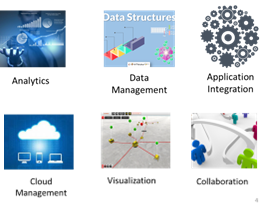 Data Structures
Analytics
Data
Management
Application
Integration
Cloud
Management
Visualization
Collaboration
4